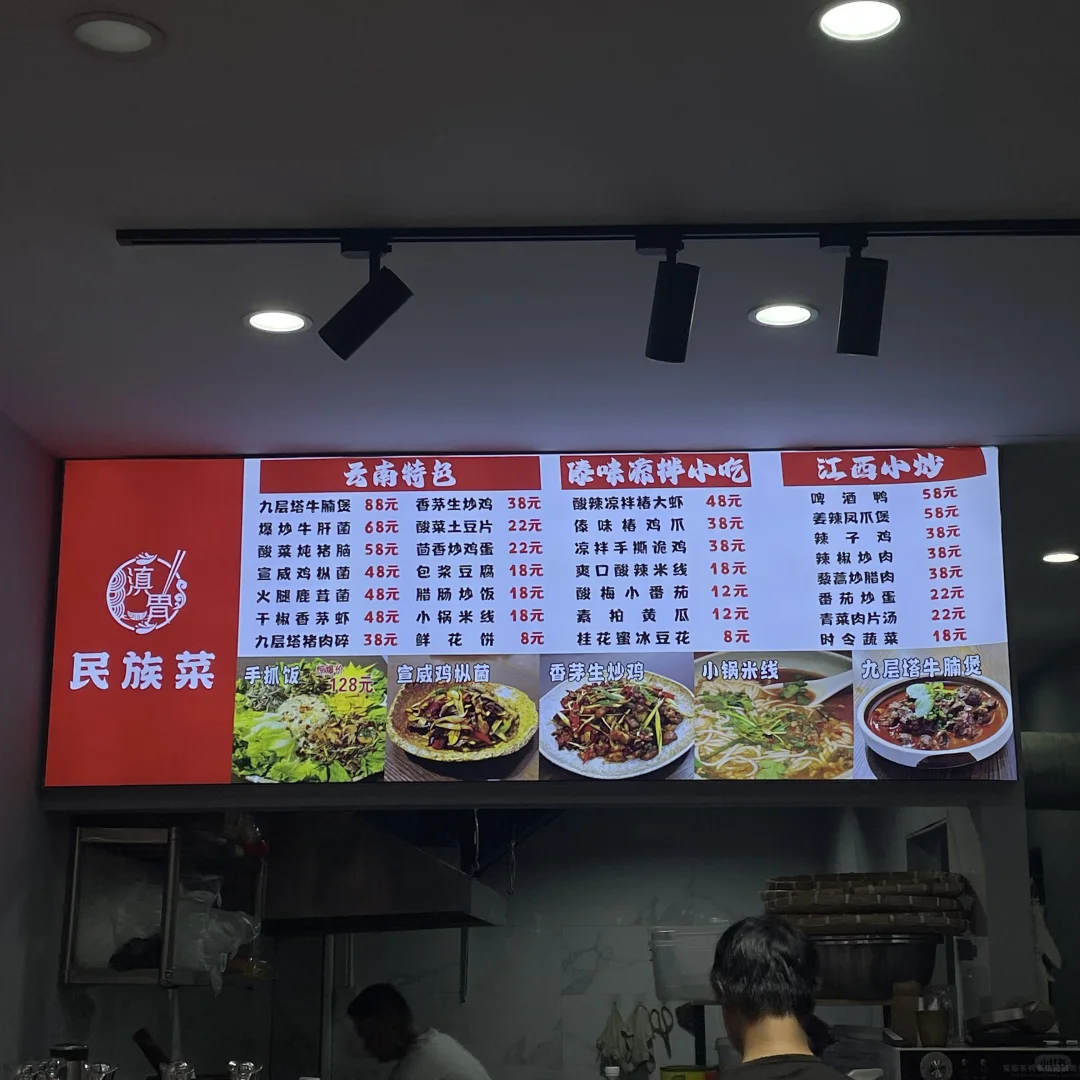 滇胃
民族菜
云南特色
九层塔牛腩煲 88元
爆炒牛肝菌 68元
酸菜炖猪脑 58元
宣威鸡枞菌 48元
火腿鹿茸菌 48元
干椒香茅虾 48元
九层塔猪肉碎 38元
香茅生炒鸡 38元
酸菜土豆片 22元
茴香炒鸡蛋 22元
包浆豆腐 18元
腊肠炒饭 18元
小锅米线 18元
鲜花饼 8元
傣味凉拌小吃
酸辣凉拌椿大虾 48元
傣味椿鸡爪 38元
凉拌手撕诡鸡 38元
爽口酸辣米线 18元
酸梅小番茄 12元
素拍黄瓜 12元
桂花蜜冰豆花 8元
江西小炒
啤酒鸭 58元
姜辣凤爪煲 58元
辣子鸡 38元
辣椒炒肉 38元
藜蒿炒腊肉 38元
番茄炒蛋 22元
青菜肉片汤 22元
时令蔬菜 18元
手抓饭
128元
宣威鸡枞菌
香茅生炒鸡
小锅米线
九层塔牛腩煲
小红书